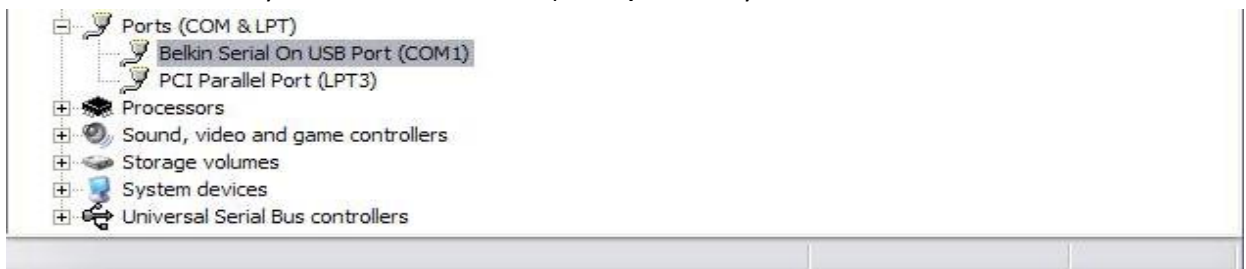 Ports (COM & LPT)
Belkin Serial On USB Port (COM1)
PCI Parallel Port (LPT3)
Processors
Sound, video and game controllers
Storage volumes
System devices
Universal Serial Bus controllers